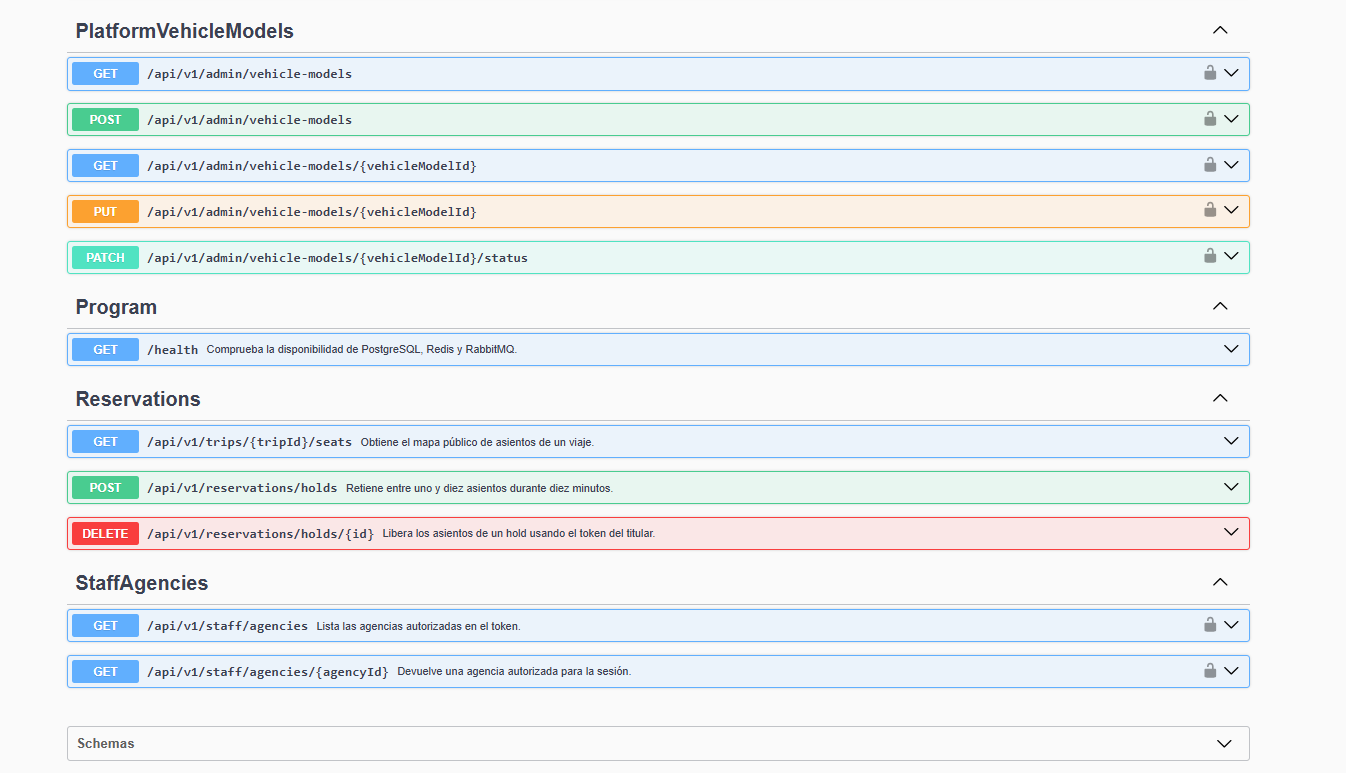 PlatformVehicleModels
GET /api/v1/admin/vehicle-models
POST /api/v1/admin/vehicle-models
GET /api/v1/admin/vehicle-models/{vehicleModelId}
PUT /api/v1/admin/vehicle-models/{vehicleModelId}
PATCH /api/v1/admin/vehicle-models/{vehicleModelId}/status
Program
GET /health Comprueba la disponibilidad de PostgreSQL, Redis y RabbitMQ.
Reservations
GET /api/v1/trips/{tripId}/seats Obtiene el mapa público de asientos de un viaje.
POST /api/v1/reservations/holds Retiene entre uno y diez asientos durante diez minutos.
DELETE /api/v1/reservations/holds/{id} Libera los asientos de un hold usando el token del titular.
StaffAgencies
GET /api/v1/staff/agencies Lista las agencias autorizadas en el token.
GET /api/v1/staff/agencies/{agencyId} Devuelve una agencia autorizada para la sesión.
Schemas